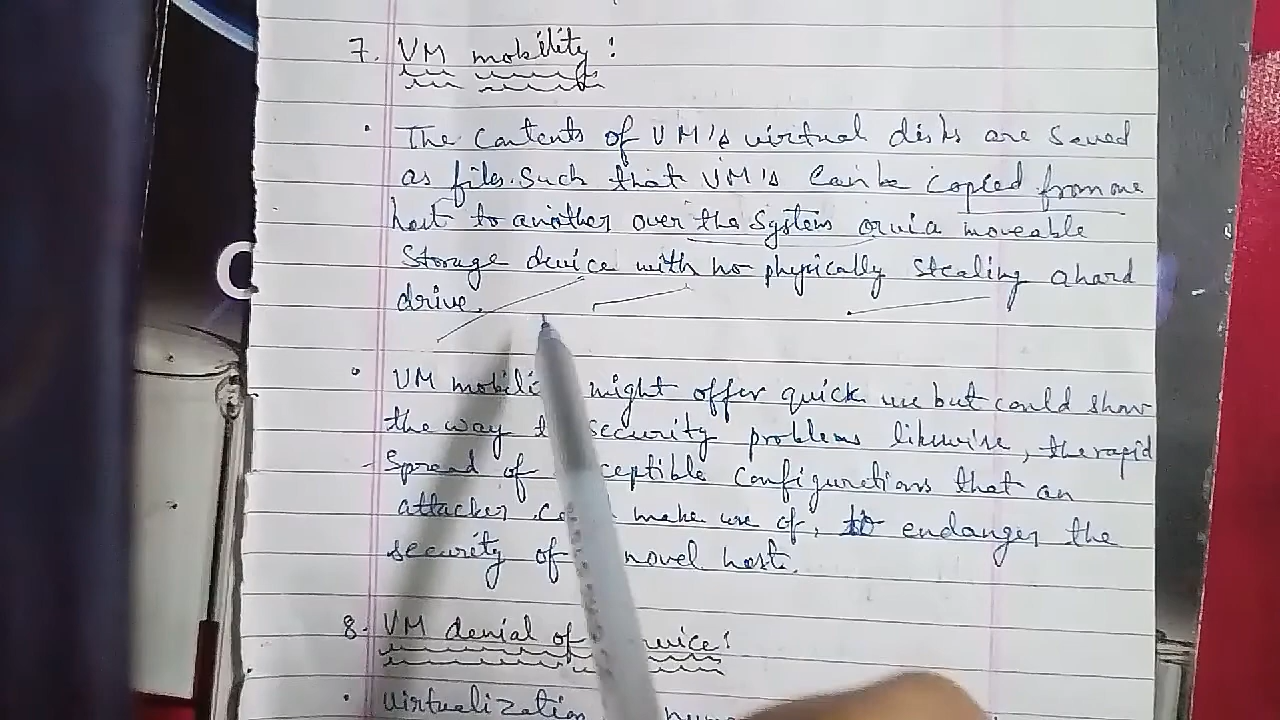 7. VM mobility :
• The contents of VM's virtual disks are saved
as files. Such that VM's can be copied from one
host to another over the System or via moveable
Storage device with no physically stealing a hard
drive.
• VM might offer quick use but could show
the way security problems likewise, the rapid
Spread of configurations that an
attacker make use of, to endanger the
security of novel host.
8. VM denial of
• Virtualization
C